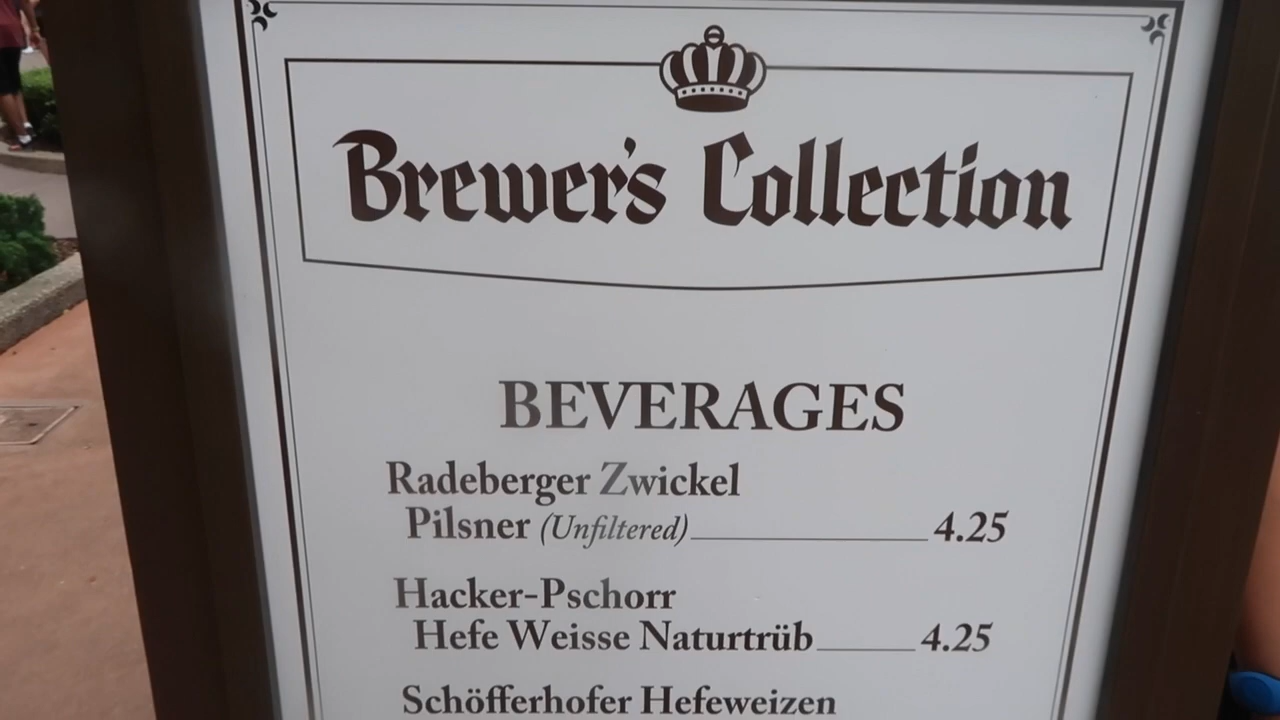 Brewer's Collection
BEVERAGES
Radeberger Zwickel
Pilsner (Unfiltered) 4.25
Hacker-Pschorr
Hefe Weisse Naturtrüb 4.25
Schöfferhofer Hefeweizen